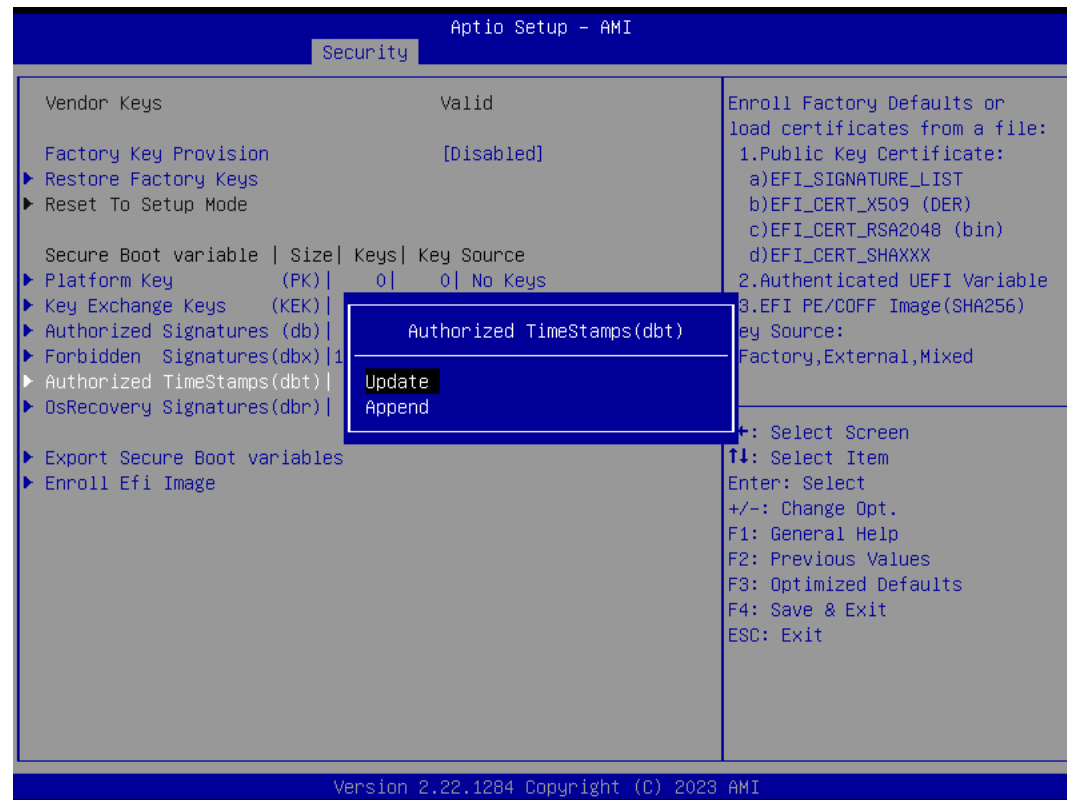 Aptio Setup – AMI
Security
Vendor Keys Valid
Factory Key Provision [Disabled]
▶ Restore Factory Keys
▶ Reset To Setup Mode
Secure Boot variable | Size| Keys| Key Source
▶ Platform Key (PK)| 0| 0| No Keys
▶ Key Exchange Keys (KEK)|
▶ Authorized Signatures (db)|
▶ Forbidden Signatures(dbx)|1
▶ Authorized TimeStamps(dbt)|
▶ OsRecovery Signatures(dbr)|
▶ Export Secure Boot variables
▶ Enroll Efi Image
Authorized TimeStamps(dbt)
Update
Append
Enroll Factory Defaults or
load certificates from a file:
1.Public Key Certificate:
a)EFI_SIGNATURE_LIST
b)EFI_CERT_X509 (DER)
c)EFI_CERT_RSA2048 (bin)
d)EFI_CERT_SHAXXX
2.Authenticated UEFI Variable
3.EFI PE/COFF Image(SHA256)
ey Source:
Factory,External,Mixed
←: Select Screen
↑↓: Select Item
Enter: Select
+/-: Change Opt.
F1: General Help
F2: Previous Values
F3: Optimized Defaults
F4: Save & Exit
ESC: Exit
Version 2.22.1284 Copyright (C) 2023 AMI